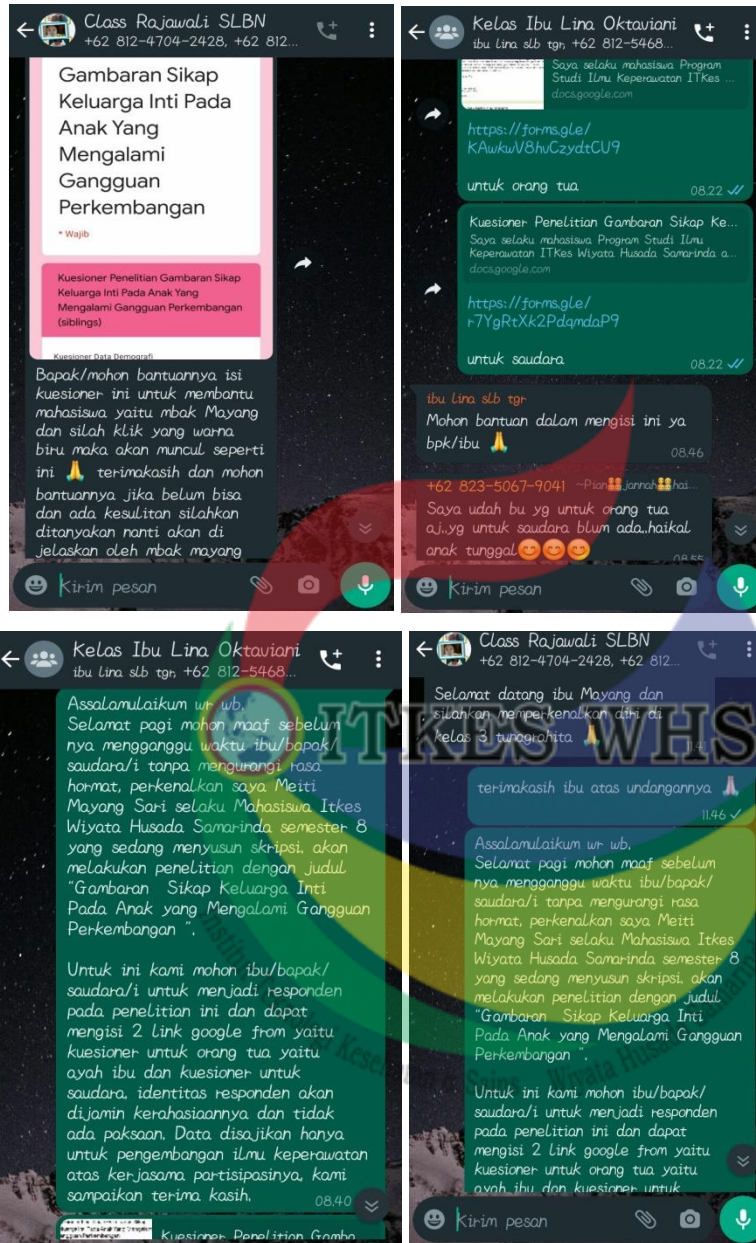 Class Rajawali SLBN
+62 812-4704-2428, +62 812...
Gambaran Sikap
Keluarga Inti Pada
Anak Yang
Mengalami
Gangguan
Perkembangan
* Wajib
Kuesioner Penelitian Gambaran Sikap
Keluarga Inti Pada Anak Yang
Mengalami Gangguan Perkembangan
(siblings)
Kuesioner Data Demografi
Bapak/mohon bantuannya isi
kuesioner ini untuk membantu
mahasiswa yaitu mbak Mayang
dan silah klik yang warna
biru maka akan muncul seperti
ini 🙏 terimakasih dan mohon
bantuannya jika belum bisa
dan ada kesulitan silahkan
ditanyakan nanti akan di
jelaskan oleh mbak mayang
Kirim pesan
Kelas Ibu Lina Oktaviani
ibu lina slb tgr, +62 812-5468...
Saya selaku mahasiswa Program
Studi Ilmu Keperawatan ITKes ...
docs.google.com
https://forms.gle/
KAwkwV8hvCzydtCU9
untuk orang tua
08.22
Kuesioner Penelitian Gambaran Sikap Ke...
Saya selaku mahasiswa Program Studi Ilmu
Keperawatan ITKes Wiyata Husada Samarinda a...
docs.google.com
https://forms.gle/
r7YgRtXk2PdqmdaP9
untuk saudara
08.22
ibu lina slb tgr
Mohon bantuan dalam mengisi ini ya
bpk/ibu 🙏
08.46
+62 823-5067-9041 ~Pian jannah hai...
Saya udah bu yg untuk orang tua
aj..yg untuk saudara blum ada..haikal
anak tunggal😊😊😊
08.55
Kirim pesan
Kelas Ibu Lina Oktaviani
ibu lina slb tgr, +62 812-5468...
Assalamulaikum wr wb,
Selamat pagi mohon maaf sebelum
nya mengganggu waktu ibu/bapak/
saudara/i tanpa mengurangi rasa
hormat, perkenalkan saya Meiti
Mayang Sari selaku Mahasiswa Itkes
Wiyata Husada Samarinda semester 8
yang sedang menyusun skripsi, akan
melakukan penelitian dengan judul
"Gambaran Sikap Keluarga Inti
Pada Anak yang Mengalami Gangguan
Perkembangan ".
Untuk ini kami mohon ibu/bapak/
saudara/i untuk menjadi responden
pada penelitian ini dan dapat
mengisi 2 link google from yaitu
kuesioner untuk orang tua yaitu
ayah ibu dan kuesioner untuk
saudara, identitas responden akan
dijamin kerahasiaannya dan tidak
ada paksaan, Data disajikan hanya
untuk pengembangan ilmu keperawatan
atas kerjasama partisipasinya, kami
sampaikan terima kasih,
08.40
Kuesioner Penelitian Gamba
Class Rajawali SLBN
+62 812-4704-2428, +62 812...
Selamat datang ibu Mayang dan
silahkan memperkenalkan diri di
kelas 3 tunagrahita 🙏
terimakasih ibu atas undangannya 🙏
11.46
Assalamulaikum wr wb,
Selamat pagi mohon maaf sebelum
nya mengganggu waktu ibu/bapak/
saudara/i tanpa mengurangi rasa
hormat, perkenalkan saya Meiti
Mayang Sari selaku Mahasiswa Itkes
Wiyata Husada Samarinda semester 8
yang sedang menyusun skripsi, akan
melakukan penelitian dengan judul
"Gambaran Sikap Keluarga Inti
Pada Anak yang Mengalami Gangguan
Perkembangan ".
Untuk ini kami mohon ibu/bapak/
saudara/i untuk menjadi responden
pada penelitian ini dan dapat
mengisi 2 link google from yaitu
kuesioner untuk orang tua yaitu
ayah ibu dan kuesioner untuk
Kirim pesan
ITKES WHS